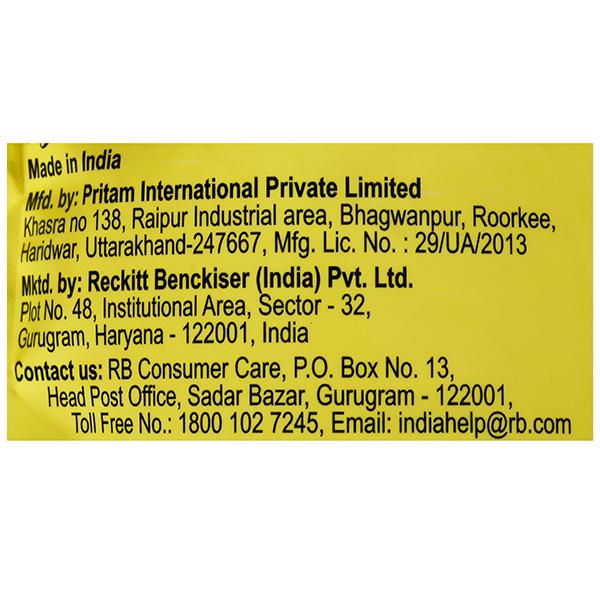 Made in India
Mfd. by: Pritam International Private Limited
Khasra no 138, Raipur Industrial area, Bhagwanpur, Roorkee,
Haridwar, Uttarakhand-247667, Mfg. Lic. No. : 29/UA/2013
Mktd. by: Reckitt Benckiser (India) Pvt. Ltd.
Plot No. 48, Institutional Area, Sector - 32,
Gurugram, Haryana - 122001, India
Contact us: RB Consumer Care, P.O. Box No. 13,
Head Post Office, Sadar Bazar, Gurugram - 122001,
Toll Free No.: 1800 102 7245, Email: indiahelp@rb.com